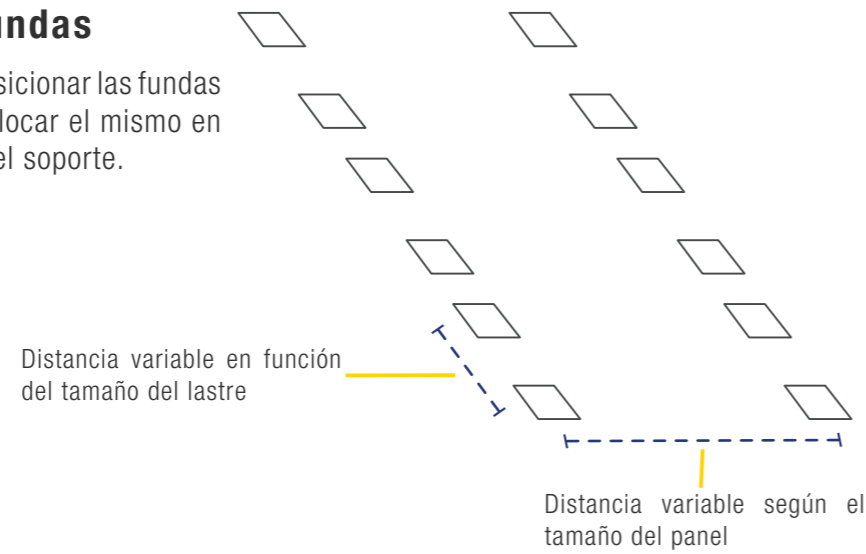 undas
sicionar las fundas
locar el mismo en
el soporte.
Distancia variable en función
del tamaño del lastre
Distancia variable según el
tamaño del panel